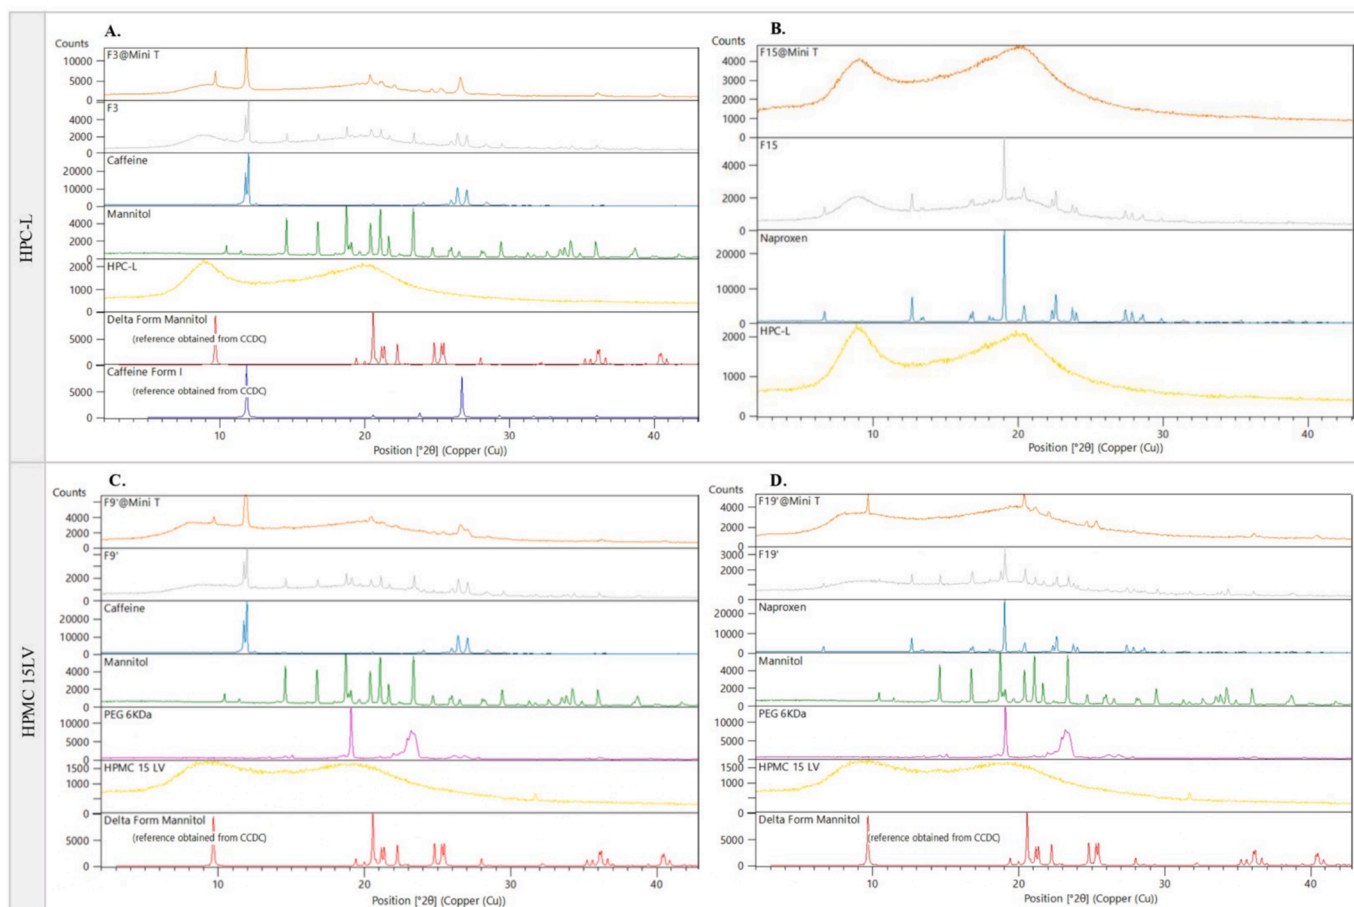 HPC-L
A.
Counts
F3@Mini T
10000
5000
0
F3
4000
2000
0
Caffeine
20000
10000
0
Mannitol
4000
2000
0
HPC-L
2000
1000
0
Delta Form Mannitol
(reference obtained from CCDC)
5000
0
Caffeine Form I
(reference obtained from CCDC)
5000
0
10
20
30
40
Position [°2θ] (Copper (Cu))
B.
Counts
F15@Mini T
4000
3000
2000
1000
0
F15
4000
2000
0
Naproxen
20000
10000
0
HPC-L
2000
1000
0
10
20
30
40
Position [°2θ] (Copper (Cu))
HPMC 15LV
C.
Counts
F9'@Mini T
4000
2000
0
F9'
2000
0
Caffeine
20000
10000
0
Mannitol
4000
2000
0
PEG 6KDa
10000
5000
0
HPMC 15 LV
1500
1000
0
Delta Form Mannitol
(reference obtained from CCDC)
5000
0
10
20
30
40
Position [°2θ] (Copper (Cu))
D.
Counts
F19'@Mini T
4000
2000
0
F19'
3000
2000
0
Naproxen
20000
10000
0
Mannitol
4000
2000
0
PEG 6KDa
10000
5000
0
HPMC 15 LV
1500
1000
0
Delta Form Mannitol
(reference obtained from CCDC)
5000
0
10
20
30
40
Position [°2θ] (Copper (Cu))